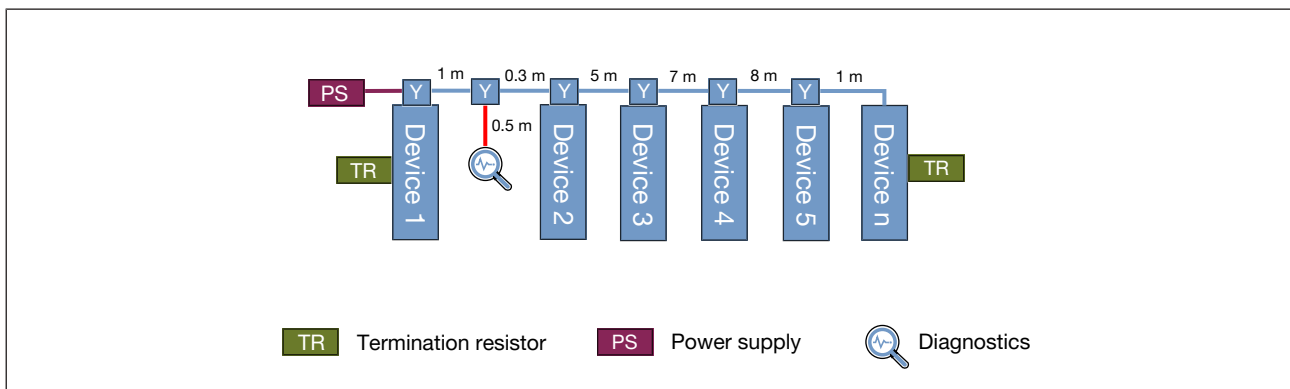 1 m 0.3 m 5 m 7 m 8 m 1 m
PS Y Y Y Y Y Y
0.5 m
TR Device 1 Device 2 Device 3 Device 4 Device 5 Device n TR
TR Termination resistor PS Power supply Diagnostics